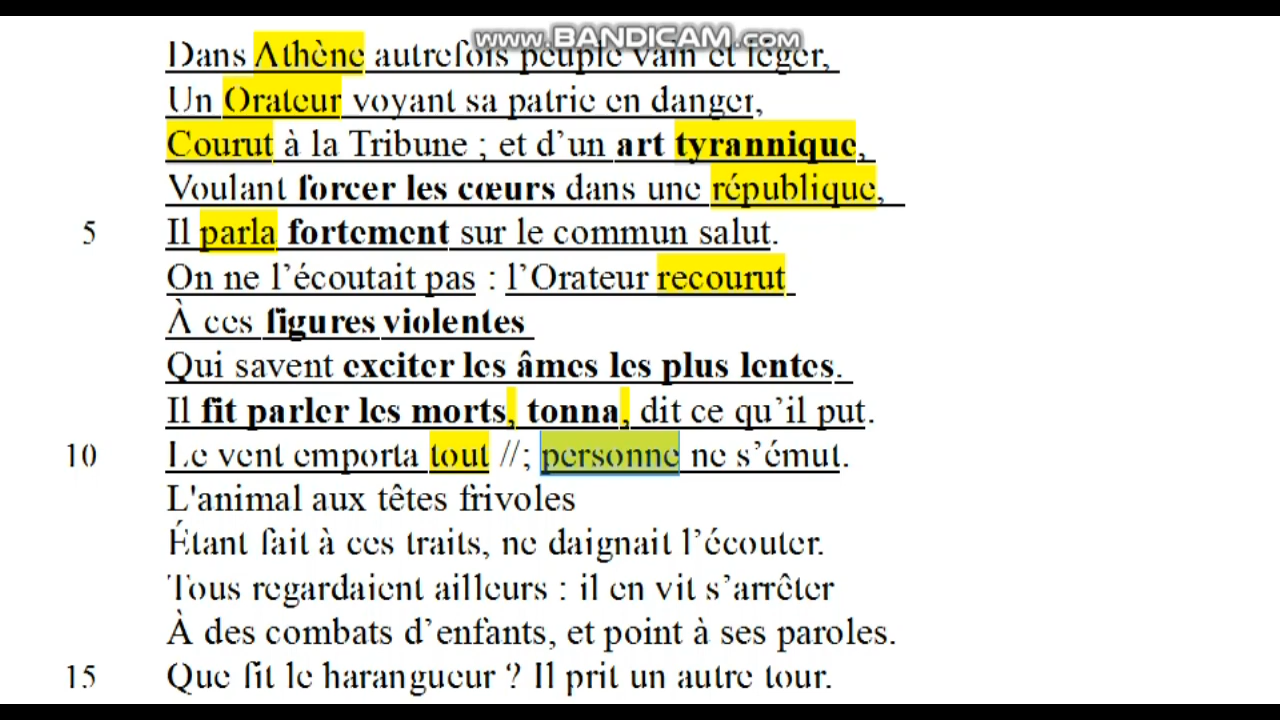 www.BANDICAM.com
Dans Athène autrefois peuple vain et léger,
Un Orateur voyant sa patrie en danger,
Courut à la Tribune ; et d’un art tyrannique,
Voulant forcer les cœurs dans une république,
5 Il parla fortement sur le commun salut.
On ne l’écoutait pas : l’Orateur recourut
À ces figures violentes
Qui savent exciter les âmes les plus lentes.
Il fit parler les morts, tonna, dit ce qu’il put.
10 Le vent emporta tout //; personne ne s’émut.
L'animal aux têtes frivoles
Étant fait à ces traits, ne daignait l’écouter.
Tous regardaient ailleurs : il en vit s’arrêter
À des combats d’enfants, et point à ses paroles.
15 Que fit le harangueur ? Il prit un autre tour.